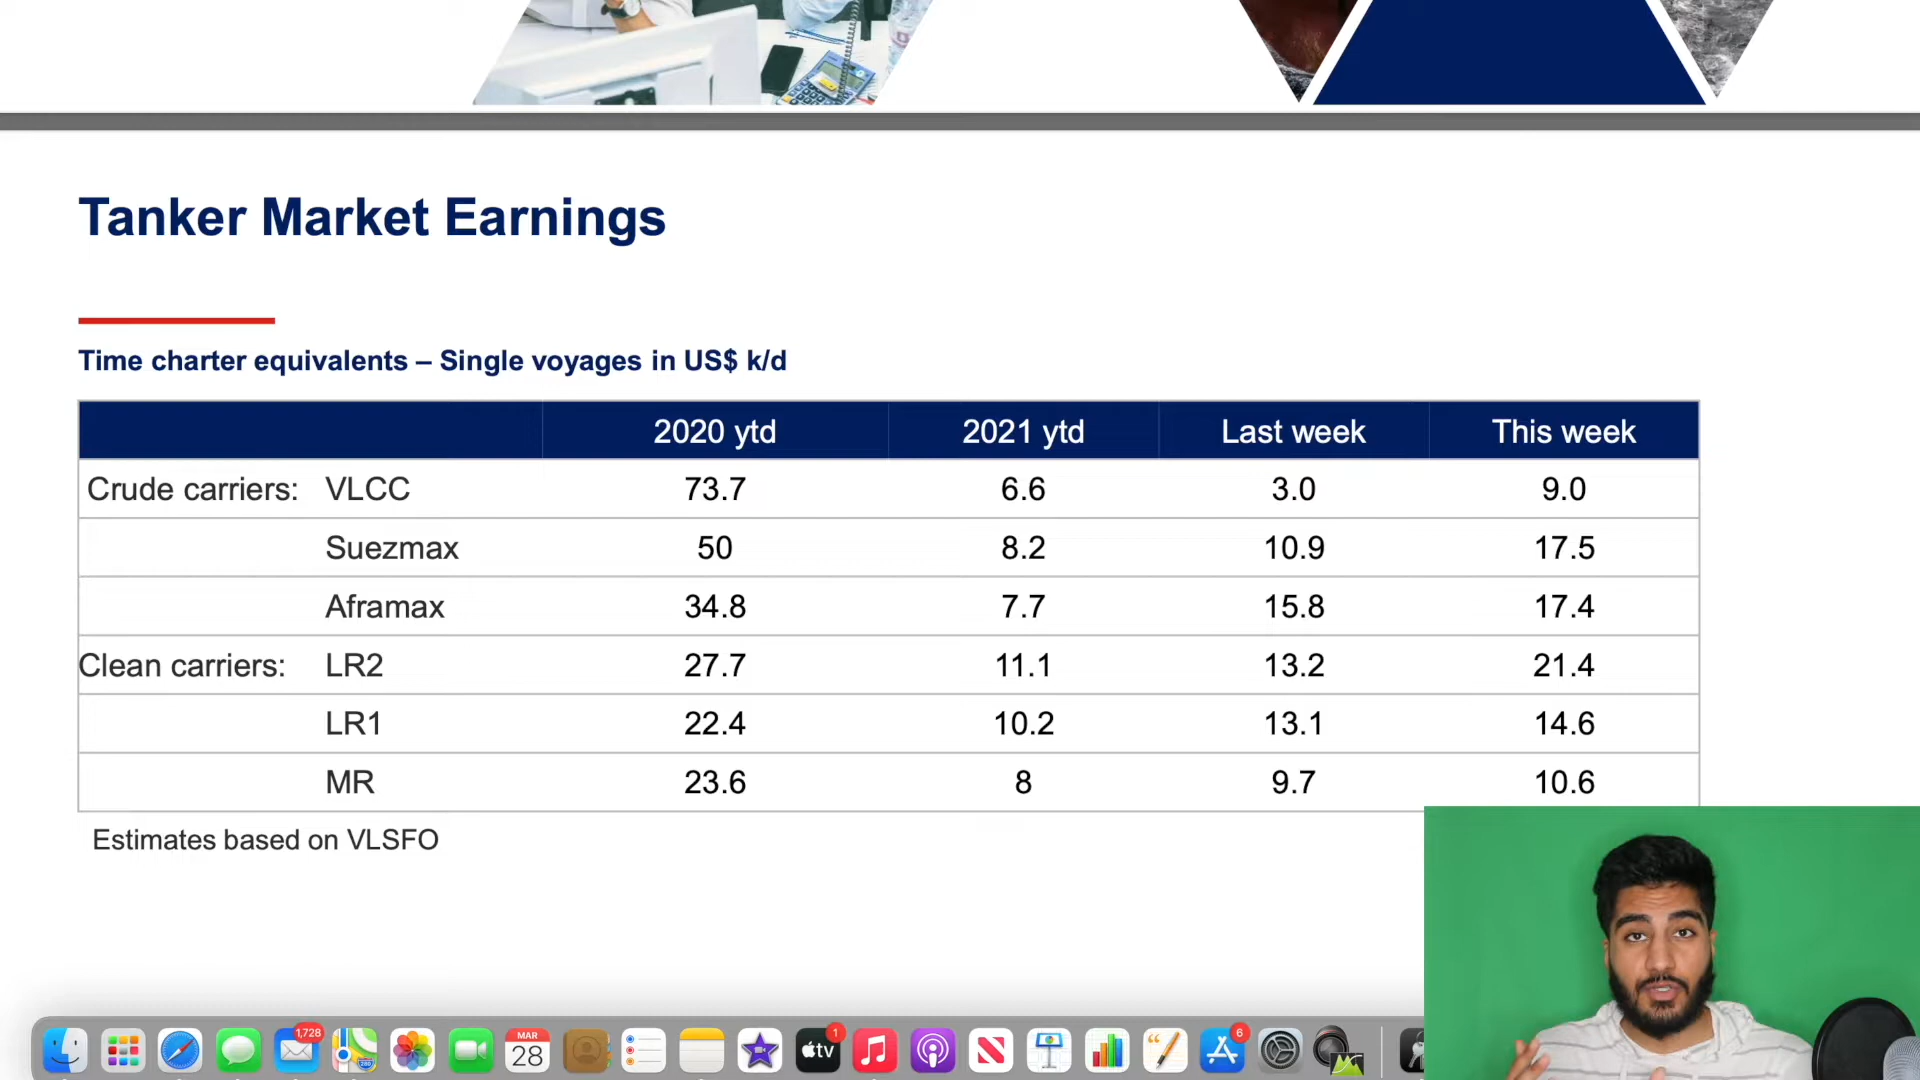 Tanker Market Earnings
Time charter equivalents – Single voyages in US$ k/d
2020 ytd 2021 ytd Last week This week
Crude carriers: VLCC 73.7 6.6 3.0 9.0
Suezmax 50 8.2 10.9 17.5
Aframax 34.8 7.7 15.8 17.4
Clean carriers: LR2 27.7 11.1 13.2 21.4
LR1 22.4 10.2 13.1 14.6
MR 23.6 8 9.7 10.6
Estimates based on VLSFO
1,728
MAR
28
tv
1
6